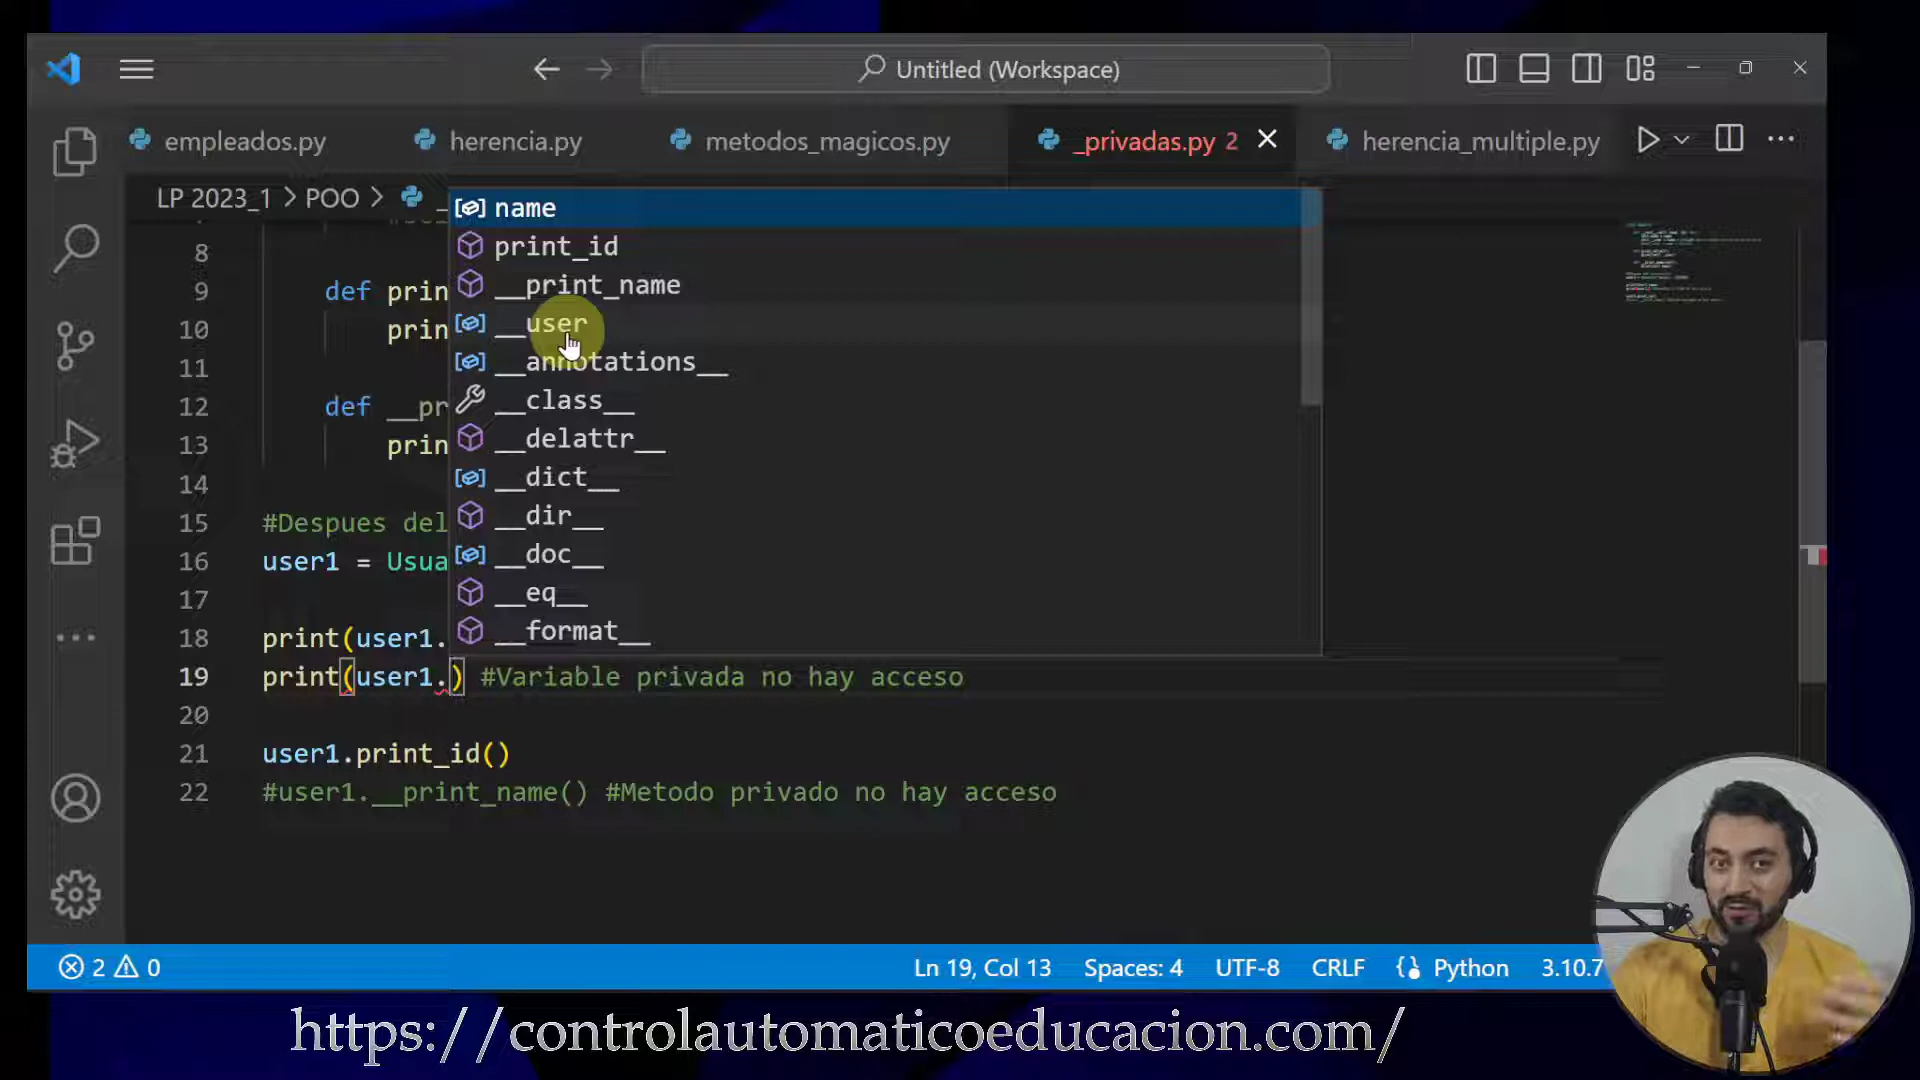 Untitled (Workspace)
empleados.py herencia.py metodos_magicos.py _privadas.py 2 herencia_multiple.py
LP 2023_1 > POO >
name
print_id
__print_name
__user
__annotations__
__class__
__delattr__
__dict__
__dir__
__doc__
__eq__
__format__
8
9 def prin
10 prin
11
12 def __pr
13 prin
14
15 #Despues del
16 user1 = Usua
17
18 print(user1.
19 print(user1.) #Variable privada no hay acceso
20
21 user1.print_id()
22 #user1.__print_name() #Metodo privado no hay acceso
2 0 Ln 19, Col 13 Spaces: 4 UTF-8 CRLF Python 3.10.7
https://controlautomaticoeducacion.com/